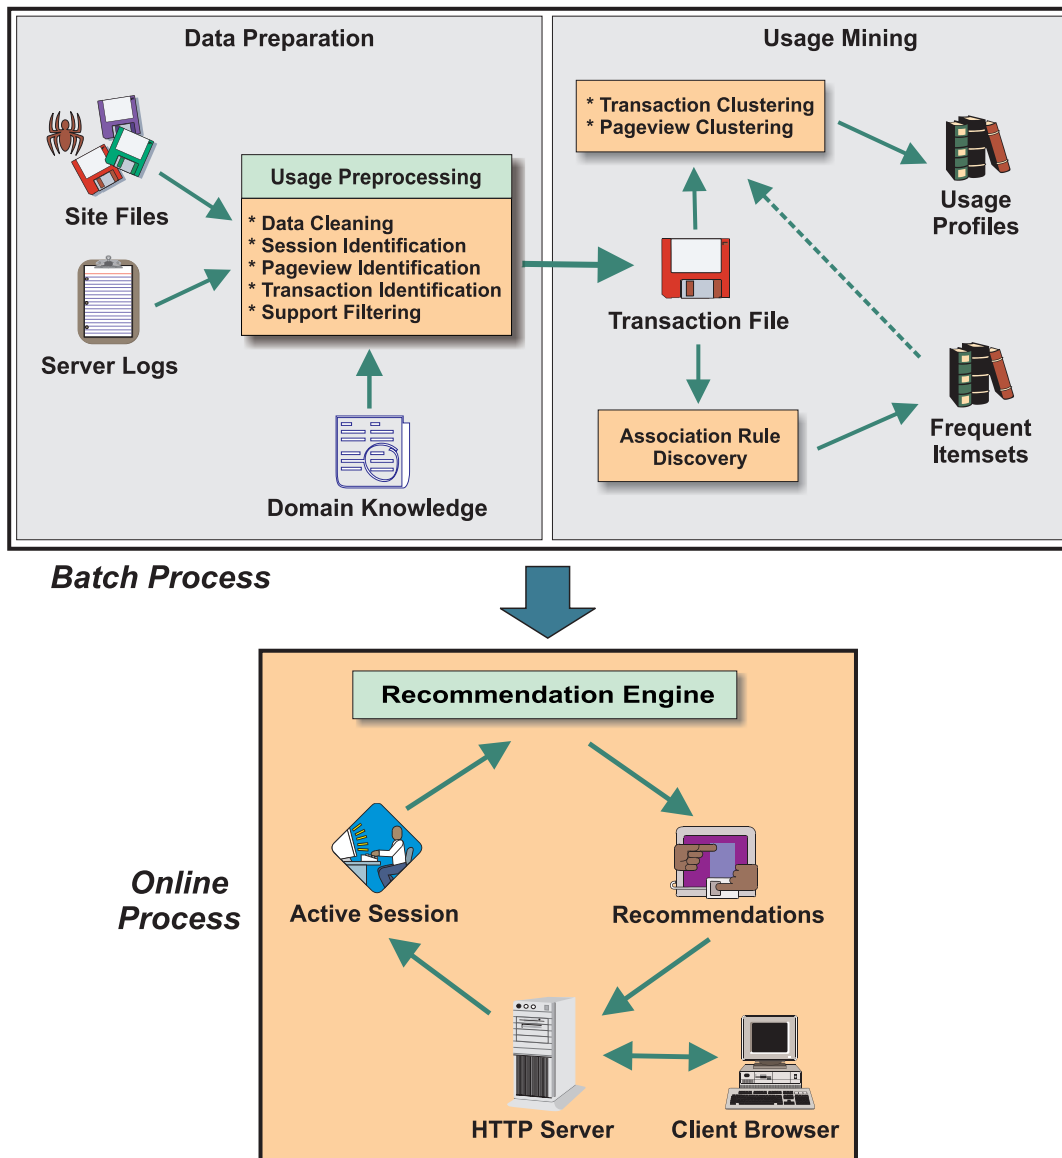 Data Preparation
Site Files
Server Logs
Usage Preprocessing
* Data Cleaning
* Session Identification
* Pageview Identification
* Transaction Identification
* Support Filtering
Domain Knowledge
Usage Mining
* Transaction Clustering
* Pageview Clustering
Usage
Profiles
Transaction File
Association Rule
Discovery
Frequent
Itemsets
Batch Process
Recommendation Engine
Online
Process
Active Session
Recommendations
HTTP Server
Client Browser